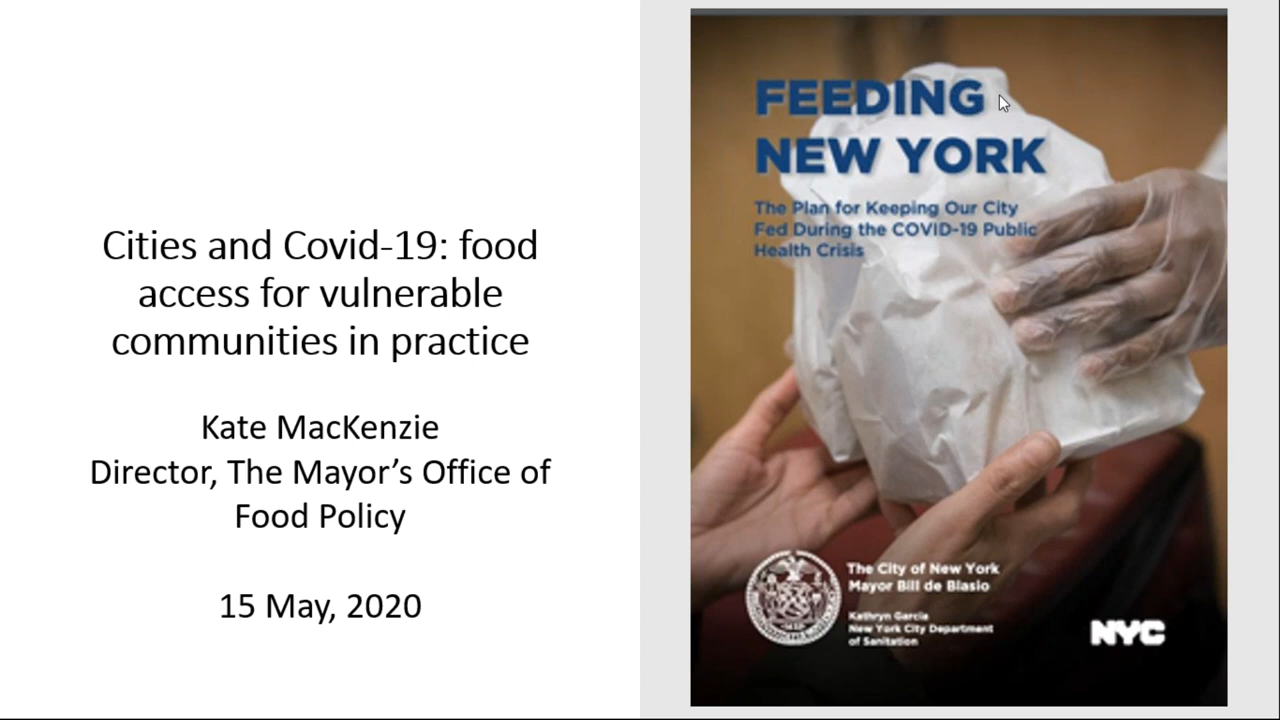 Cities and Covid-19: food
access for vulnerable
communities in practice
Kate MacKenzie
Director, The Mayor’s Office of
Food Policy
15 May, 2020
FEEDING
NEW YORK
The Plan for Keeping Our City
Fed During the COVID-19 Public
Health Crisis
The City of New York
Mayor Bill de Blasio
Kathryn Garcia
New York City Department
of Sanitation
NYC